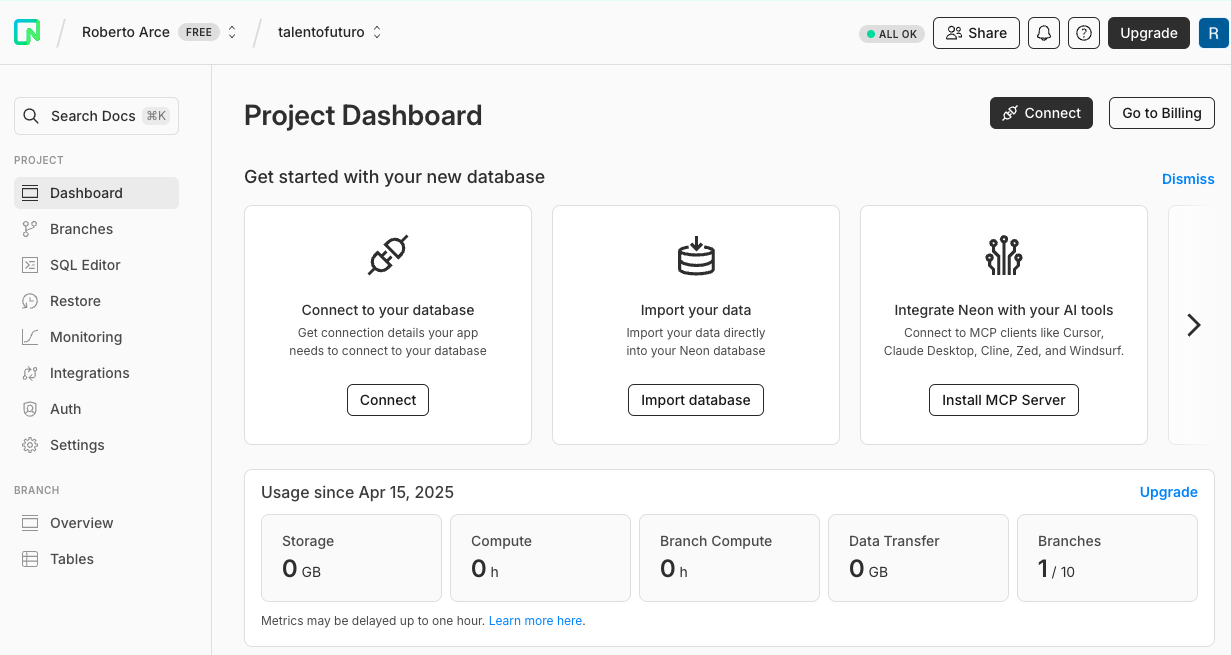 Roberto Arce FREE talentofuturo ALL OK Share Upgrade R
Search Docs ⌘K
PROJECT
Dashboard
Branches
SQL Editor
Restore
Monitoring
Integrations
Auth
Settings
BRANCH
Overview
Tables
Project Dashboard
Connect
Go to Billing
Get started with your new database
Dismiss
Connect to your database
Get connection details your app
needs to connect to your database
Connect
Import your data
Import your data directly
into your Neon database
Import database
Integrate Neon with your AI tools
Connect to MCP clients like Cursor,
Claude Desktop, Cline, Zed, and Windsurf.
Install MCP Server
Usage since Apr 15, 2025
Upgrade
Storage
0 GB
Compute
0 h
Branch Compute
0 h
Data Transfer
0 GB
Branches
1 / 10
Metrics may be delayed up to one hour. Learn more here.